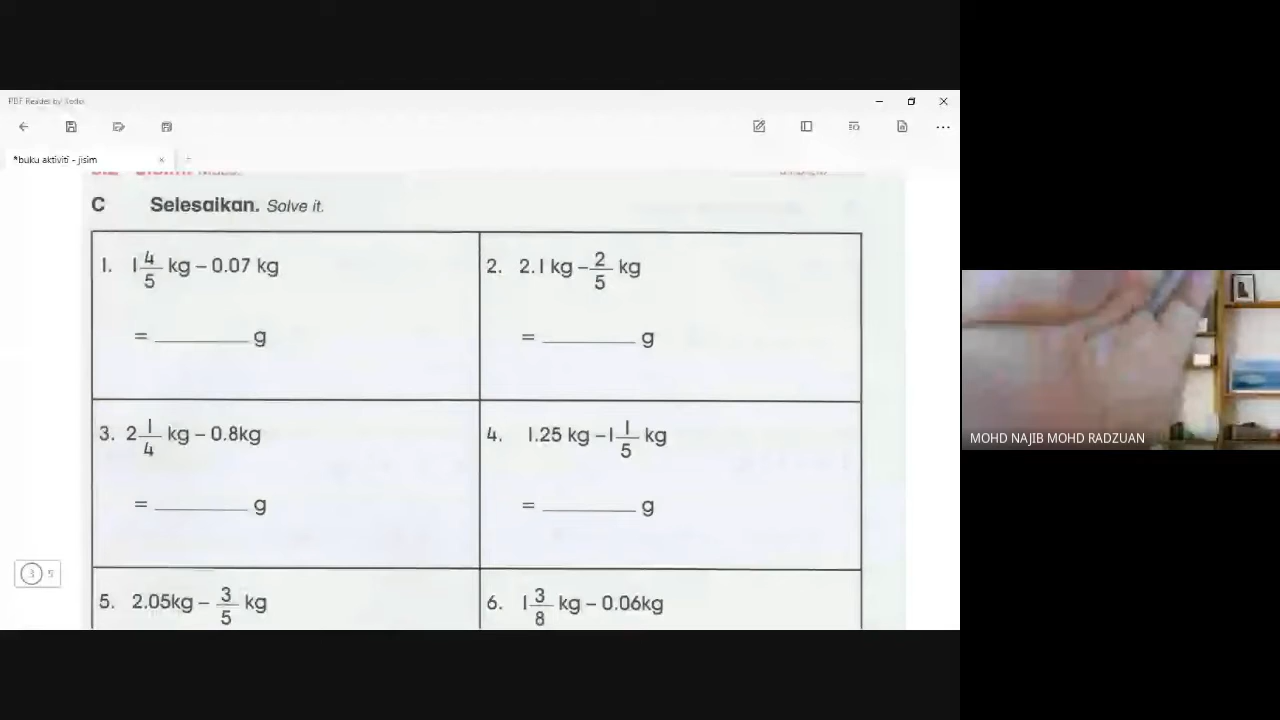 PDF Reader by Xodo
*buku aktiviti - jisim
C Selesaikan. Solve it.
1. 1 4/5 kg – 0.07 kg
= ________ g
2. 2.1 kg – 2/5 kg
= ________ g
3. 2 1/4 kg – 0.8kg
= ________ g
4. 1.25 kg – 1 1/5 kg
= ________ g
5. 2.05kg – 3/5 kg
6. 1 3/8 kg – 0.06kg
3 5
MOHD NAJIB MOHD RADZUAN